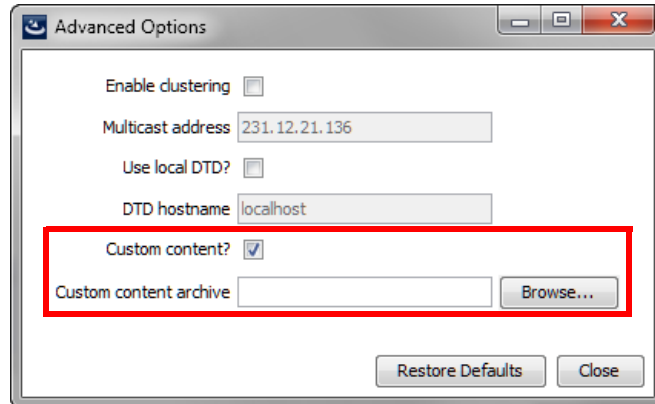 Advanced Options
Enable clustering
Multicast address 231.12.21.136
Use local DTD?
DTD hostname localhost
Custom content?
Custom content archive Browse...
Restore Defaults Close